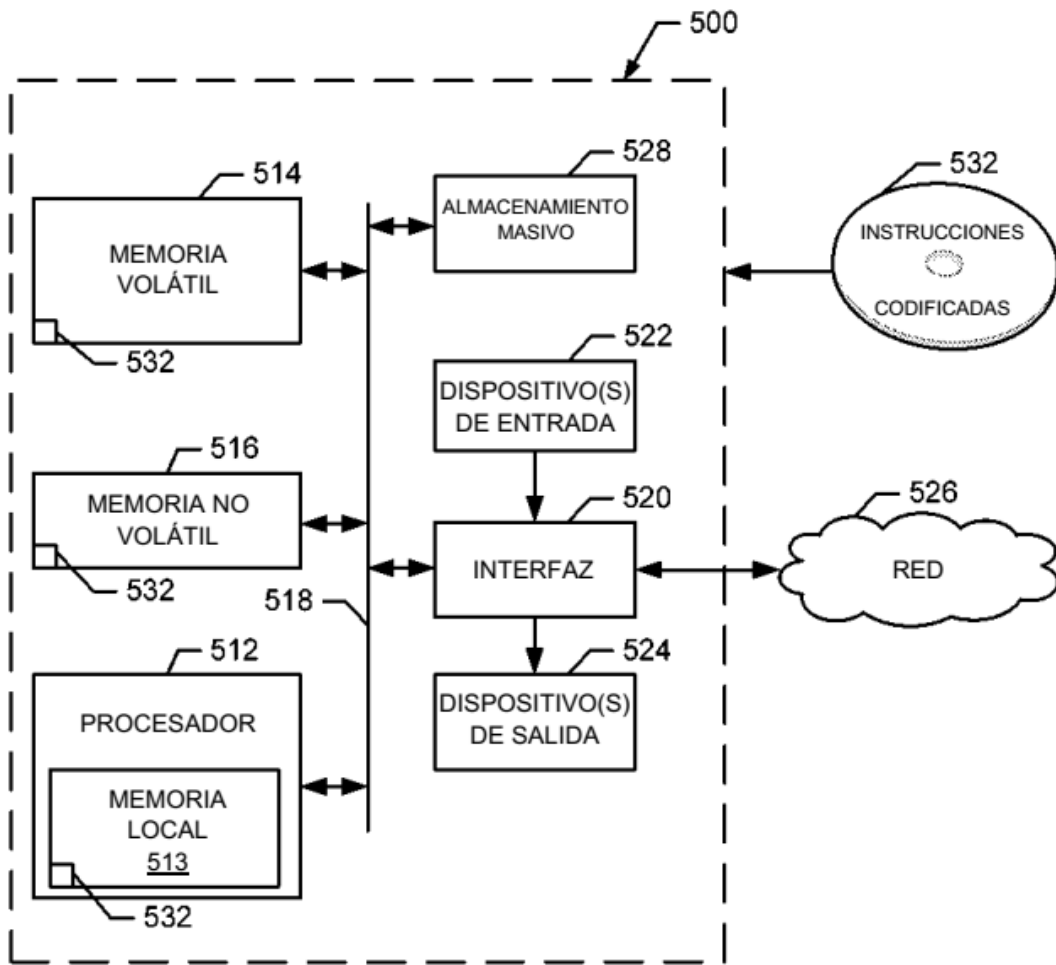 500
514
MEMORIA
VOLÁTIL
532
528
ALMACENAMIENTO
MASIVO
532
INSTRUCCIONES
CODIFICADAS
522
DISPOSITIVO(S)
DE ENTRADA
516
MEMORIA NO
VOLÁTIL
532
520
INTERFAZ
526
RED
518
512
PROCESADOR
MEMORIA
LOCAL
513
532
524
DISPOSITIVO(S)
DE SALIDA